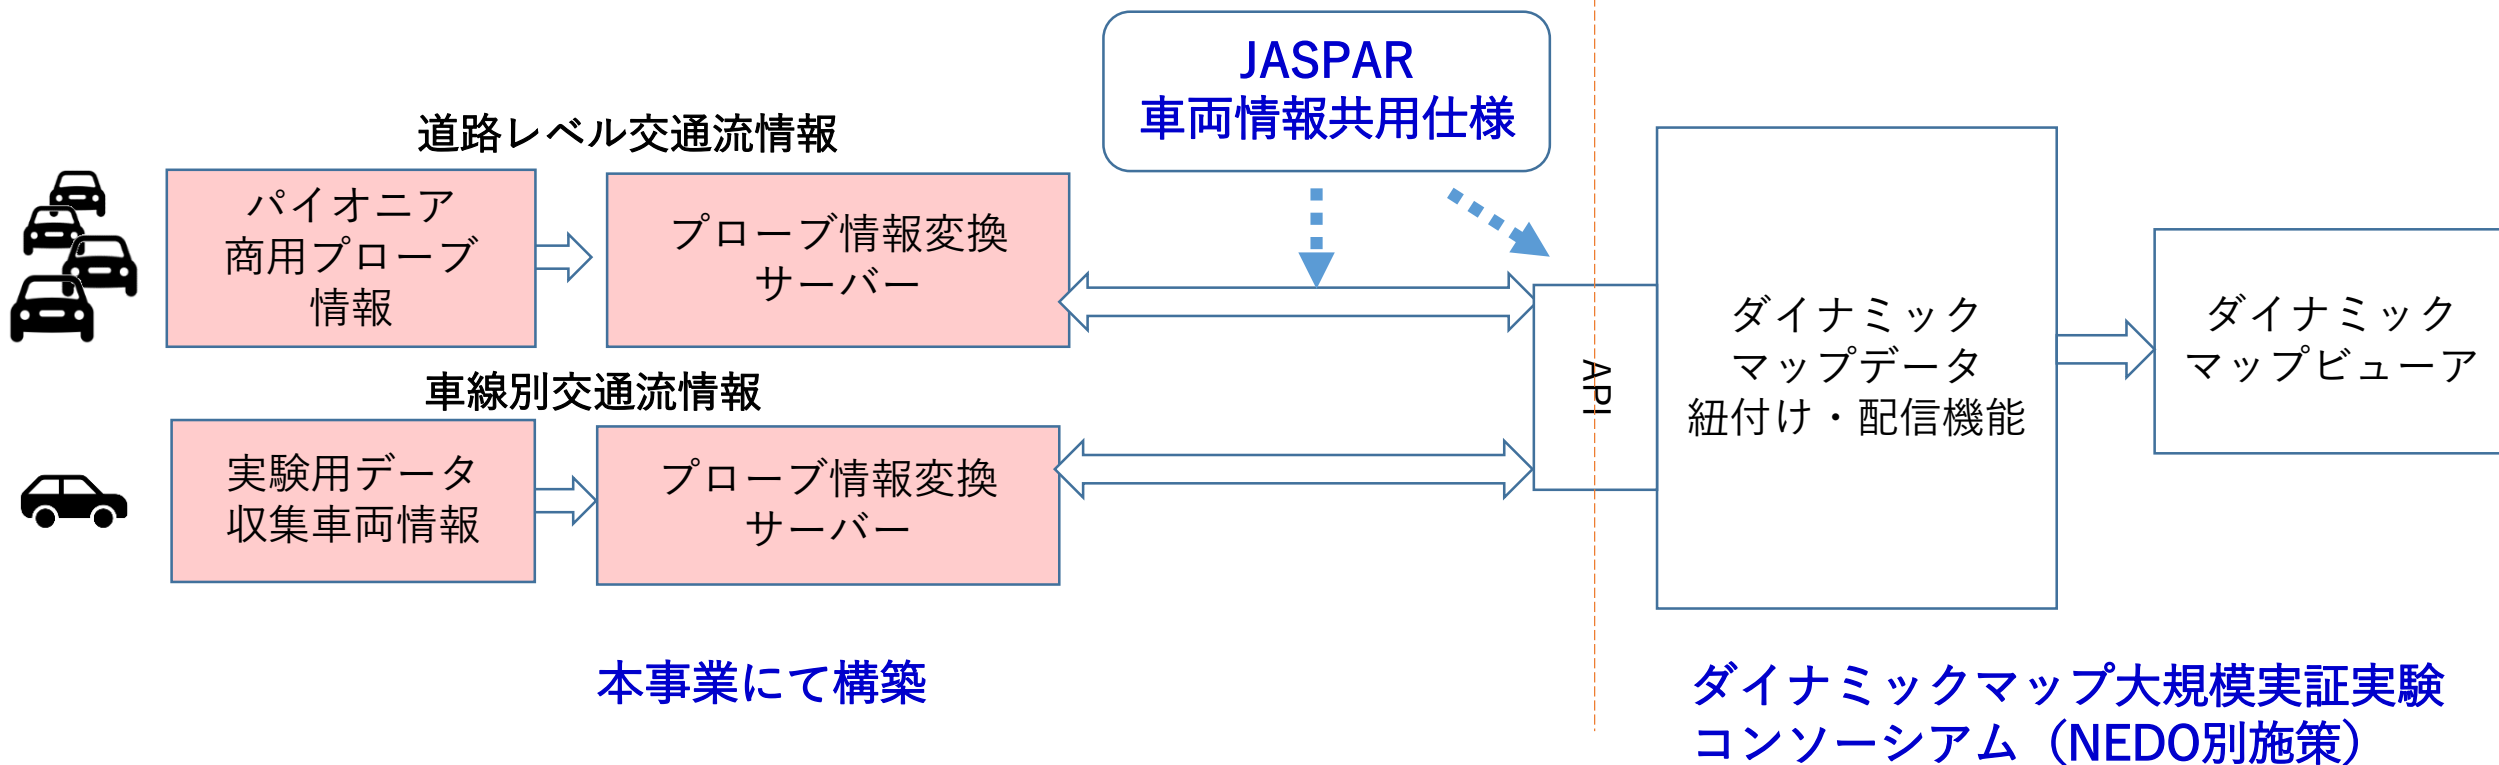 JASPAR
車両情報共用仕様
道路レベル交通流情報
パイオニア
商用プローブ
情報
プローブ情報変換
サーバー
車線別交通流情報
実験用データ
収集車両情報
プローブ情報変換
サーバー
API
ダイナミック
マップデータ
紐付け・配信機能
ダイナミック
マップビューア
本事業にて構築
ダイナミックマップ大規模実証実験
コンソーシアム（NEDO別施策）